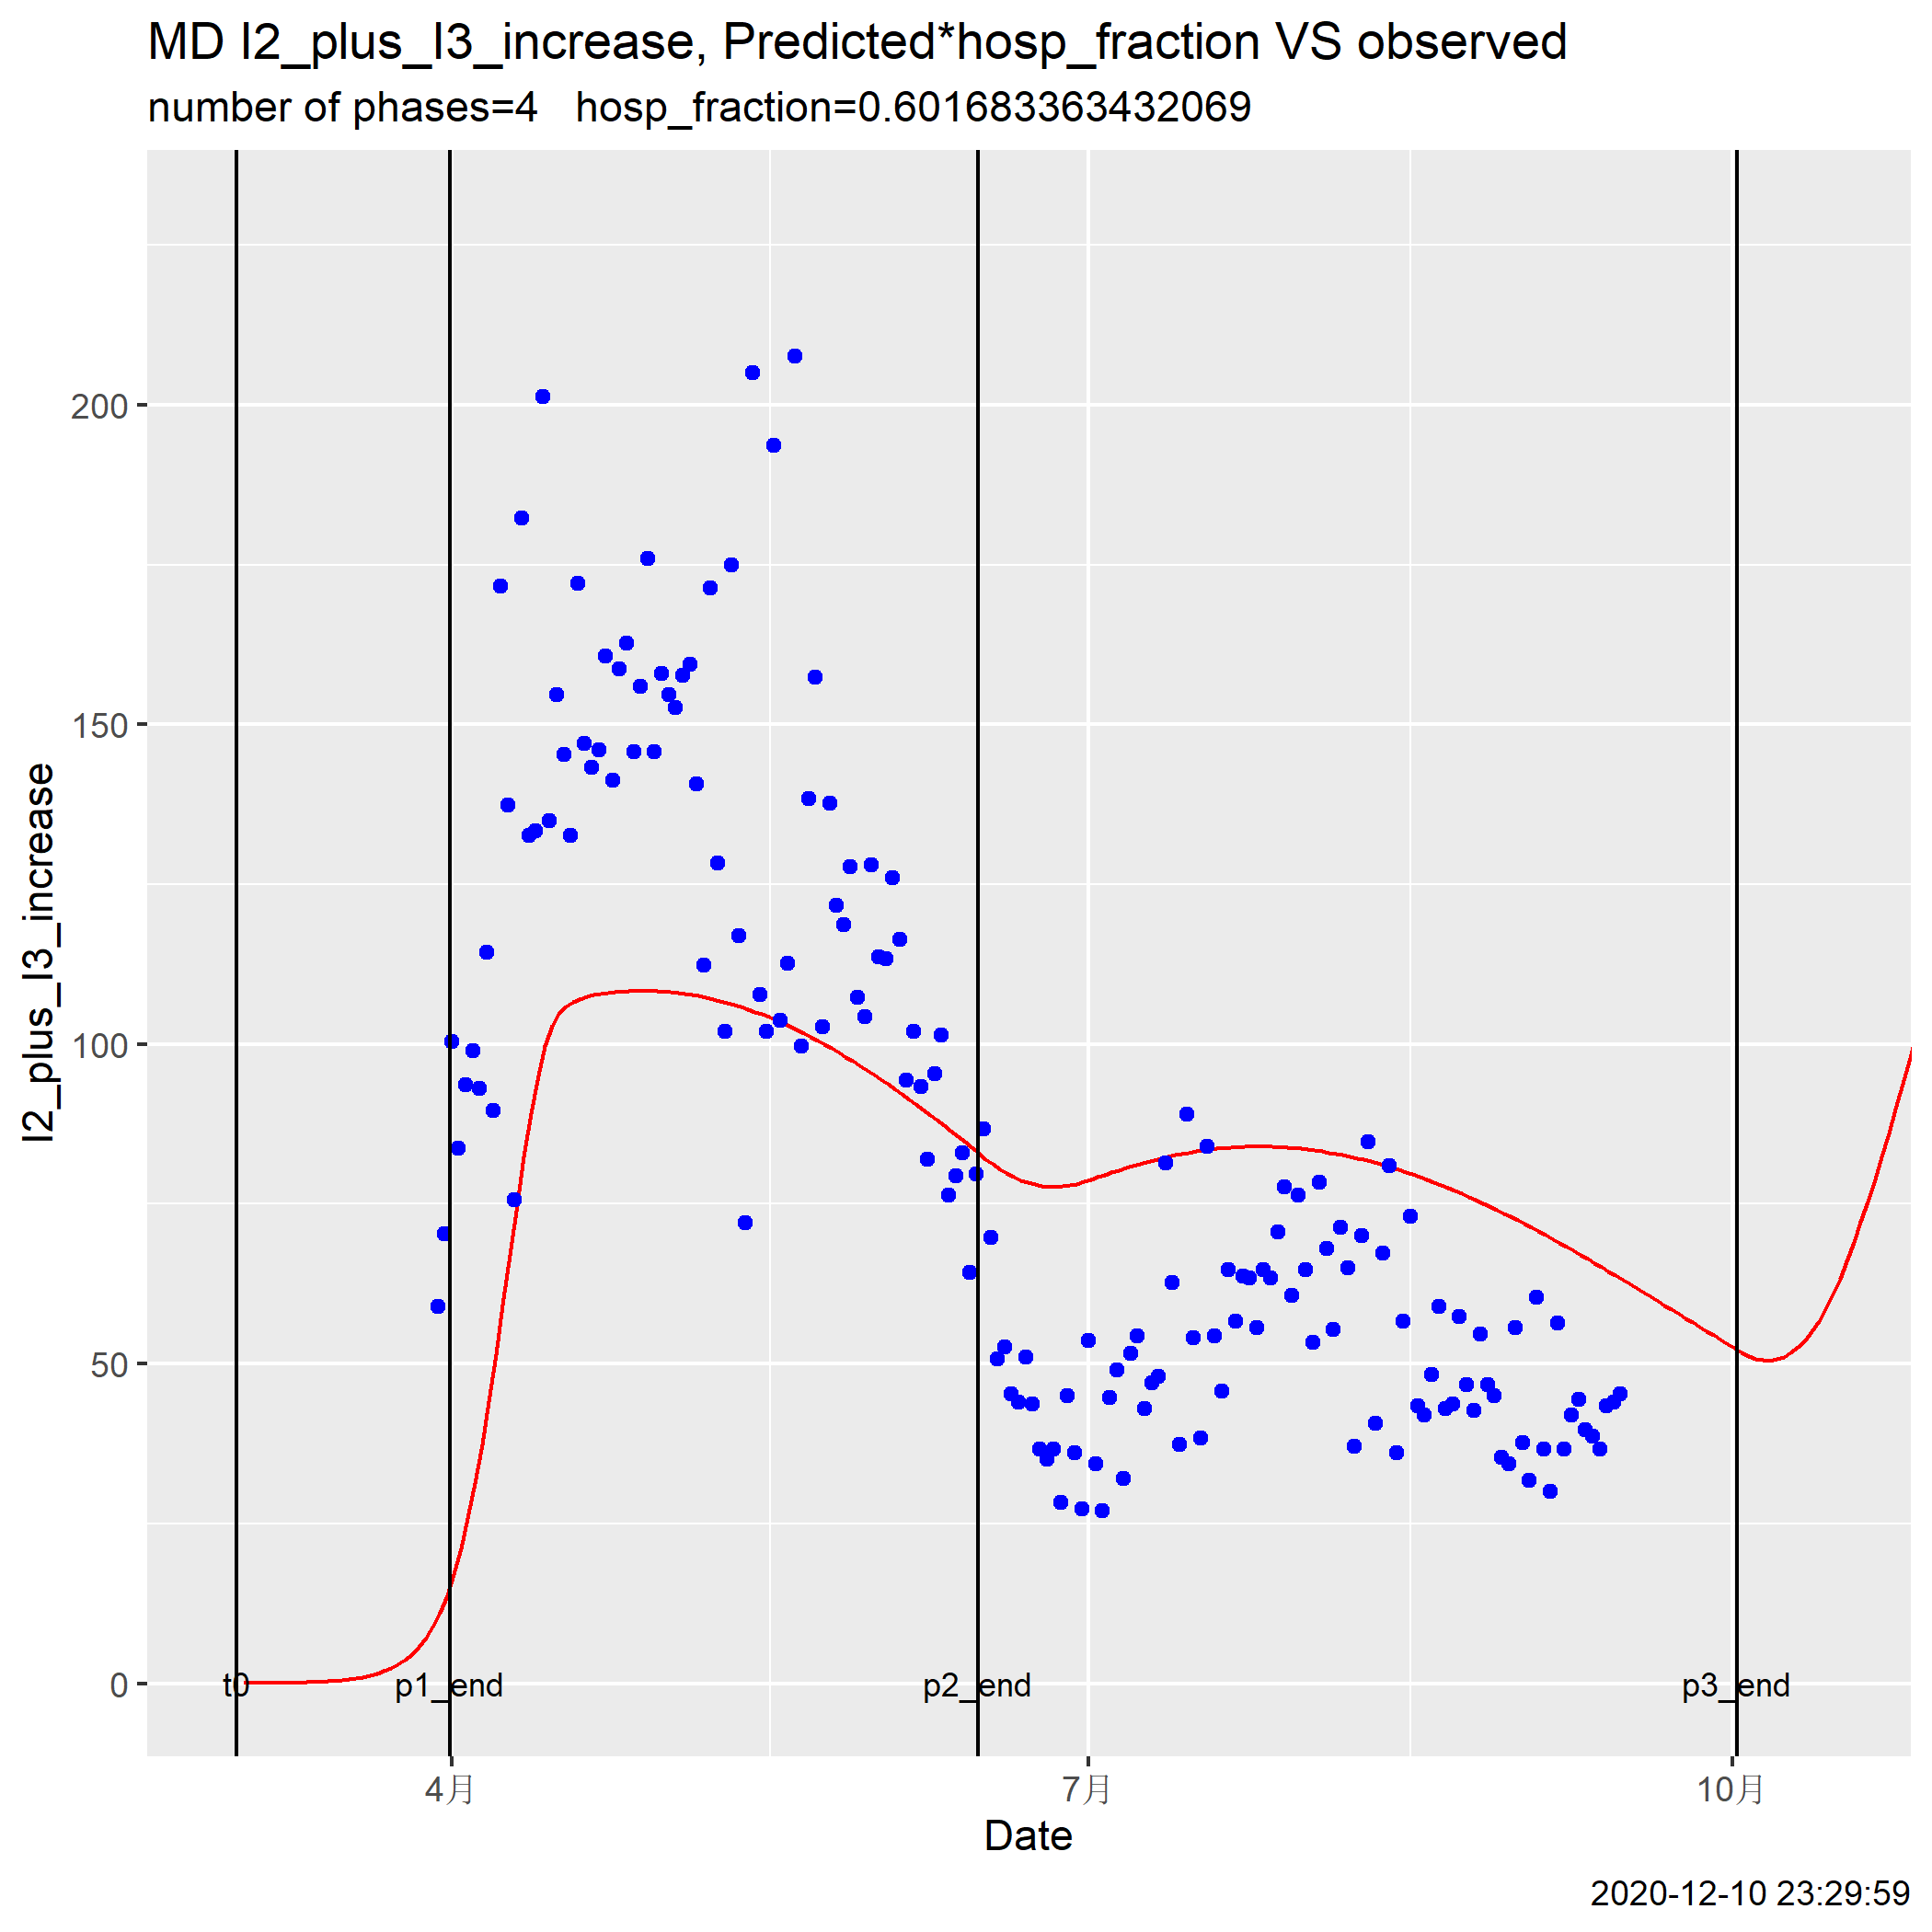 MD I2_plus_I3_increase, Predicted*hosp_fraction VS observed
number of phases=4   hosp_fraction=0.601683363432069
I2_plus_I3_increase
200
150
100
50
0
t0
p1_end
p2_end
p3_end
4月
7月
10月
Date
2020-12-10 23:29:59